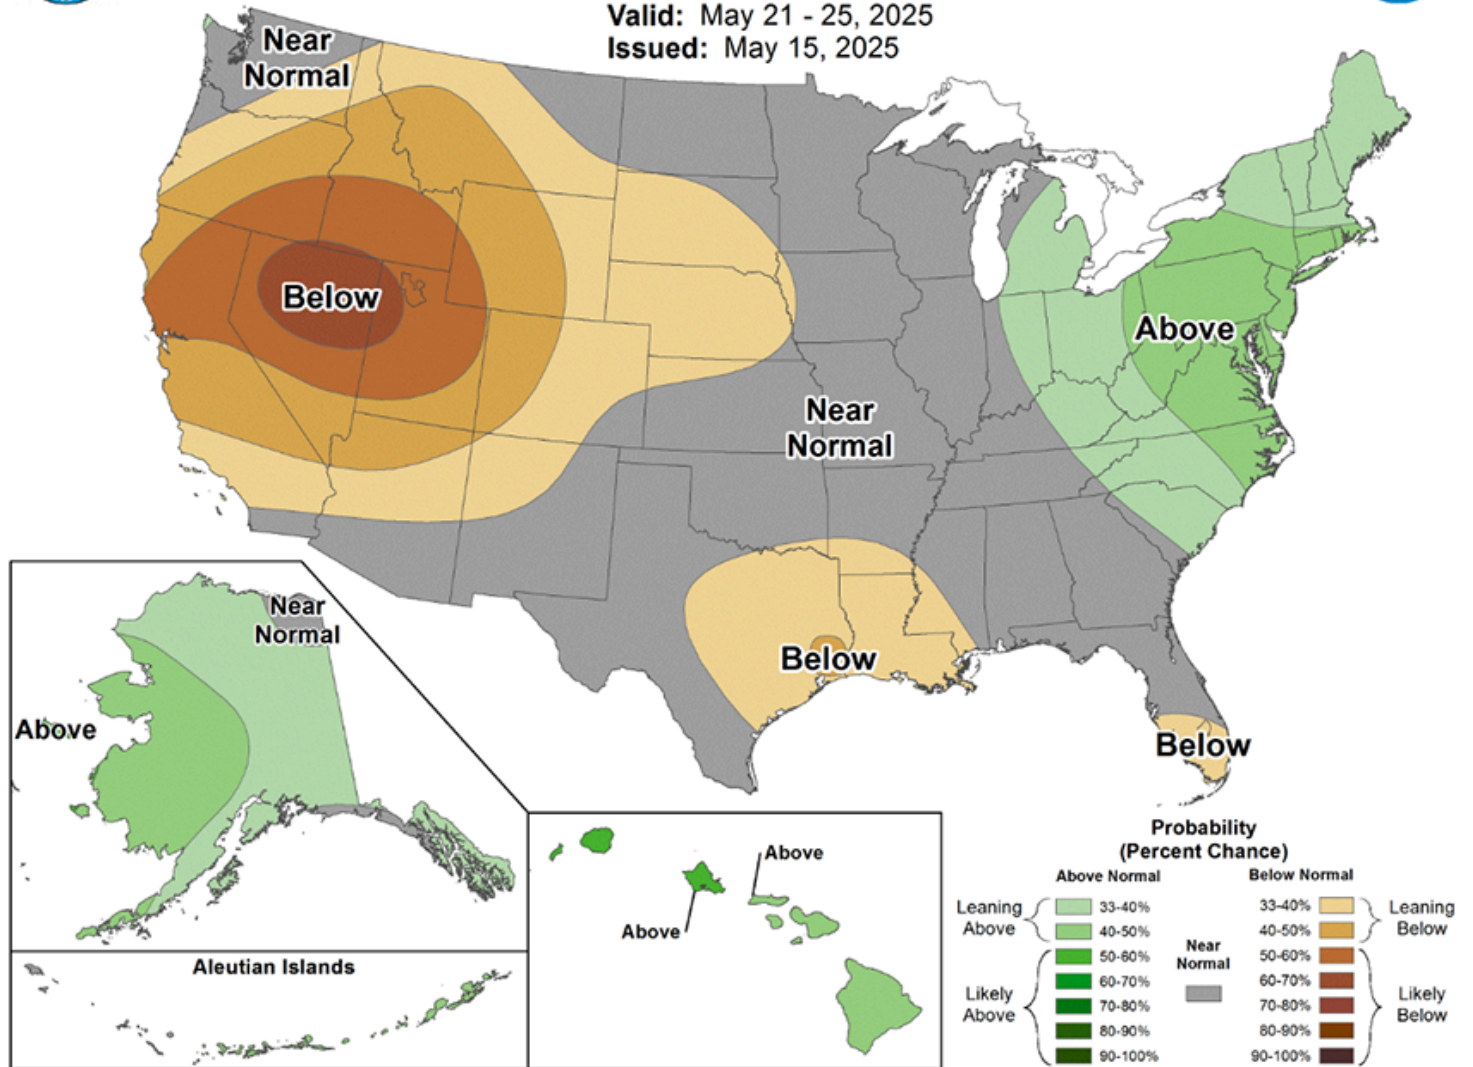 Valid: May 21 - 25, 2025
Issued: May 15, 2025
Near
Normal
Below
Above
Near
Normal
Below
Below
Near
Normal
Above
Aleutian Islands
Above
Above
Probability
(Percent Chance)
Above Normal
Below Normal
Leaning
Above
33-40%
40-50%
50-60%
60-70%
70-80%
80-90%
90-100%
Likely
Above
Near
Normal
33-40%
40-50%
50-60%
60-70%
70-80%
80-90%
90-100%
Leaning
Below
Likely
Below